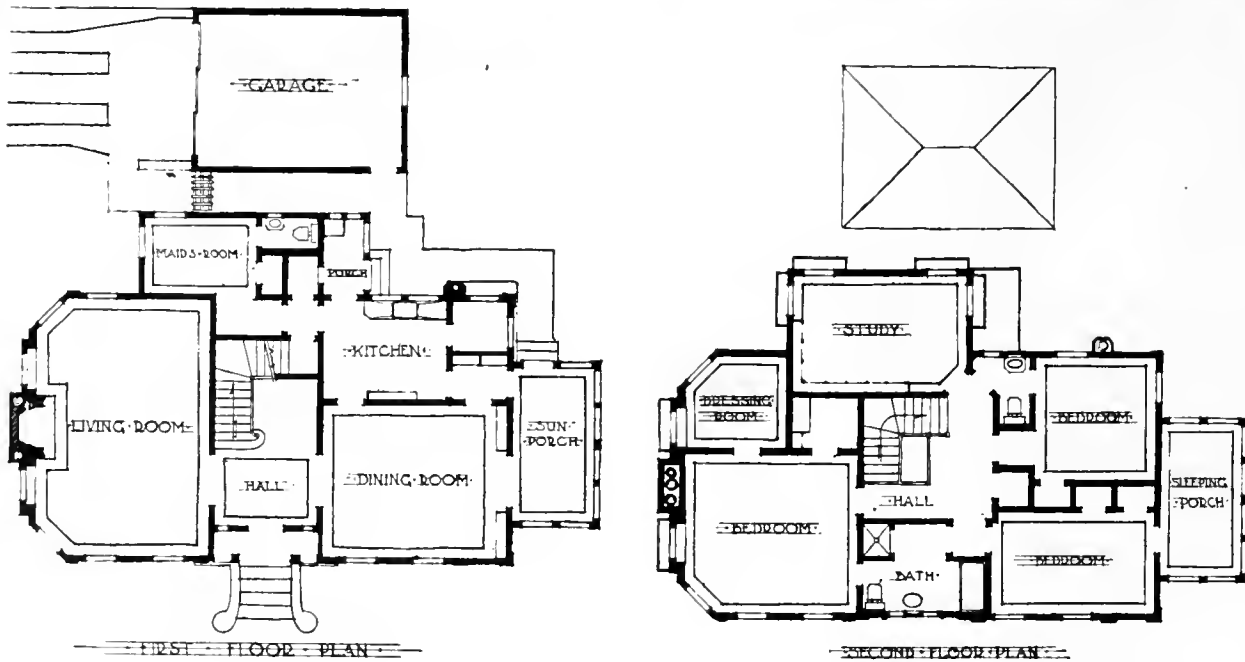 ·GARAGE·
·MAIDS·ROOM·
·PORCH·
·KITCHEN·
·LIVING·ROOM·
·SUN·
·PORCH·
·HALL·
·DINING·ROOM·
·FIRST·FLOOR·PLAN·
·STUDY·
·DRESSING·
·ROOM·
·BEDROOM·
·SLEEPING·
·PORCH·
·HALL·
·BEDROOM·
·BEDROOM·
·BATH·
·SECOND·FLOOR·PLAN·